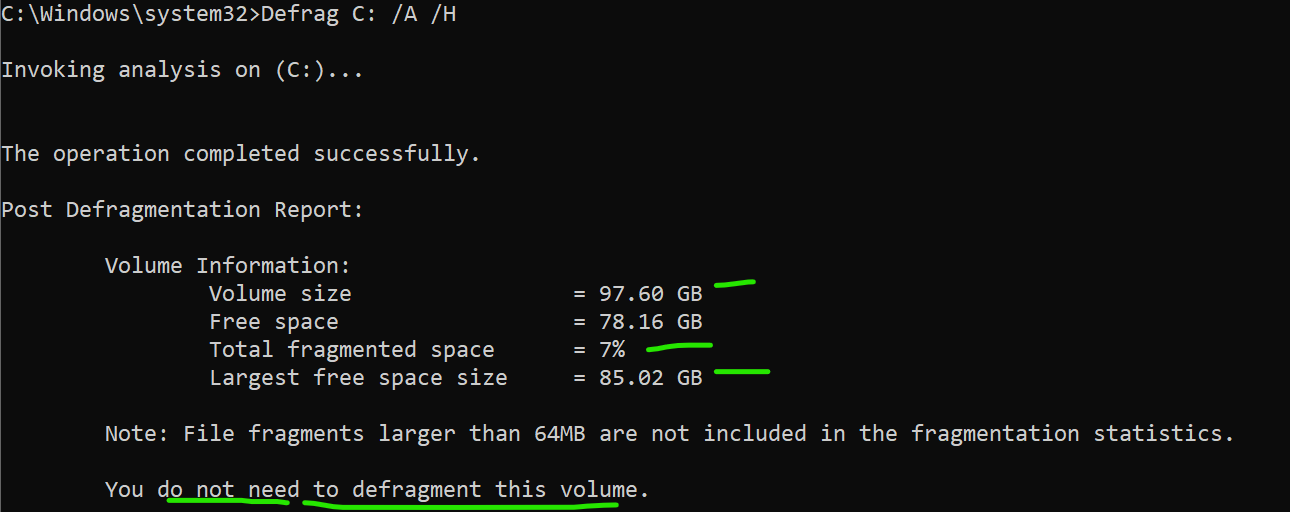 C:\Windows\system32>Defrag C: /A /H
Invoking analysis on (C:)...
The operation completed successfully.
Post Defragmentation Report:
Volume Information:
Volume size = 97.60 GB
Free space = 78.16 GB
Total fragmented space = 7%
Largest free space size = 85.02 GB
Note: File fragments larger than 64MB are not included in the fragmentation statistics.
You do not need to defragment this volume.